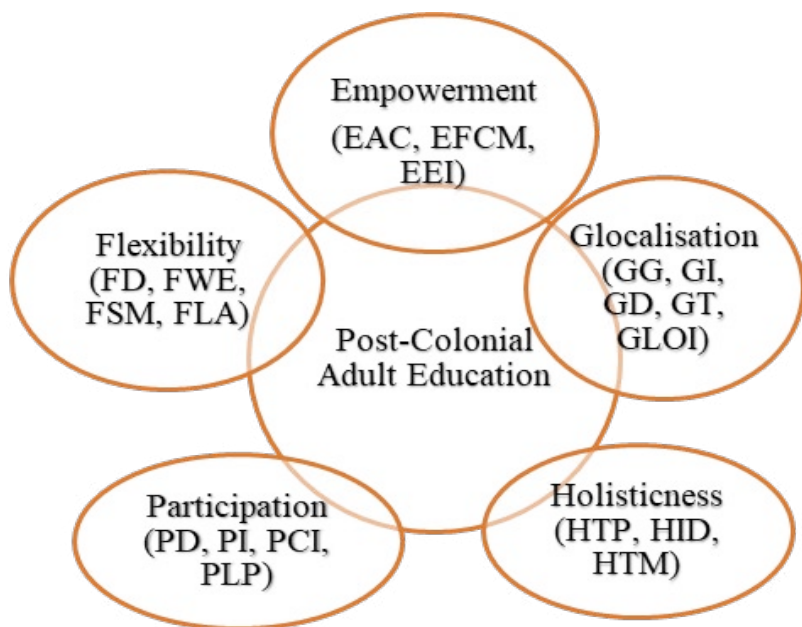 Empowerment
(EAC, EFCM,
EEI)
Flexibility
(FD, FWE,
FSM, FLA)
Glocalisation
(GG, GI,
GD, GT,
GLOI)
Post-Colonial
Adult Education
Participation
(PD, PI, PCI,
PLP)
Holisticness
(HTP, HID,
HTM)